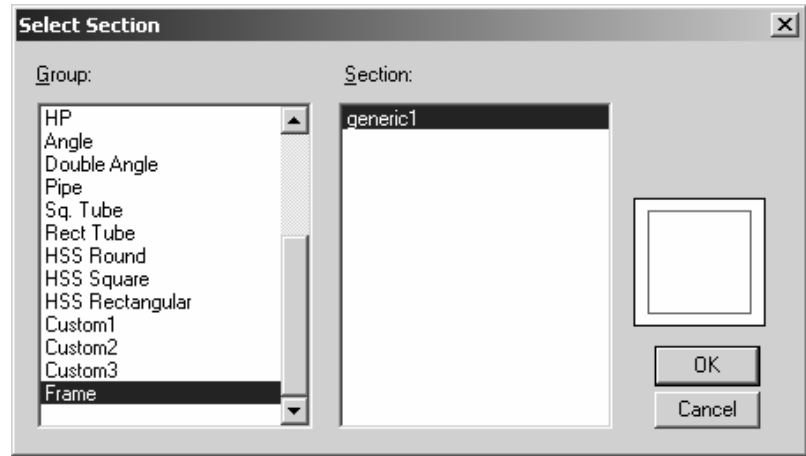 Select Section
Group:
Section:
HP
Angle
Double Angle
Pipe
Sq. Tube
Rect Tube
HSS Round
HSS Square
HSS Rectangular
Custom1
Custom2
Custom3
Frame
generic1
OK
Cancel